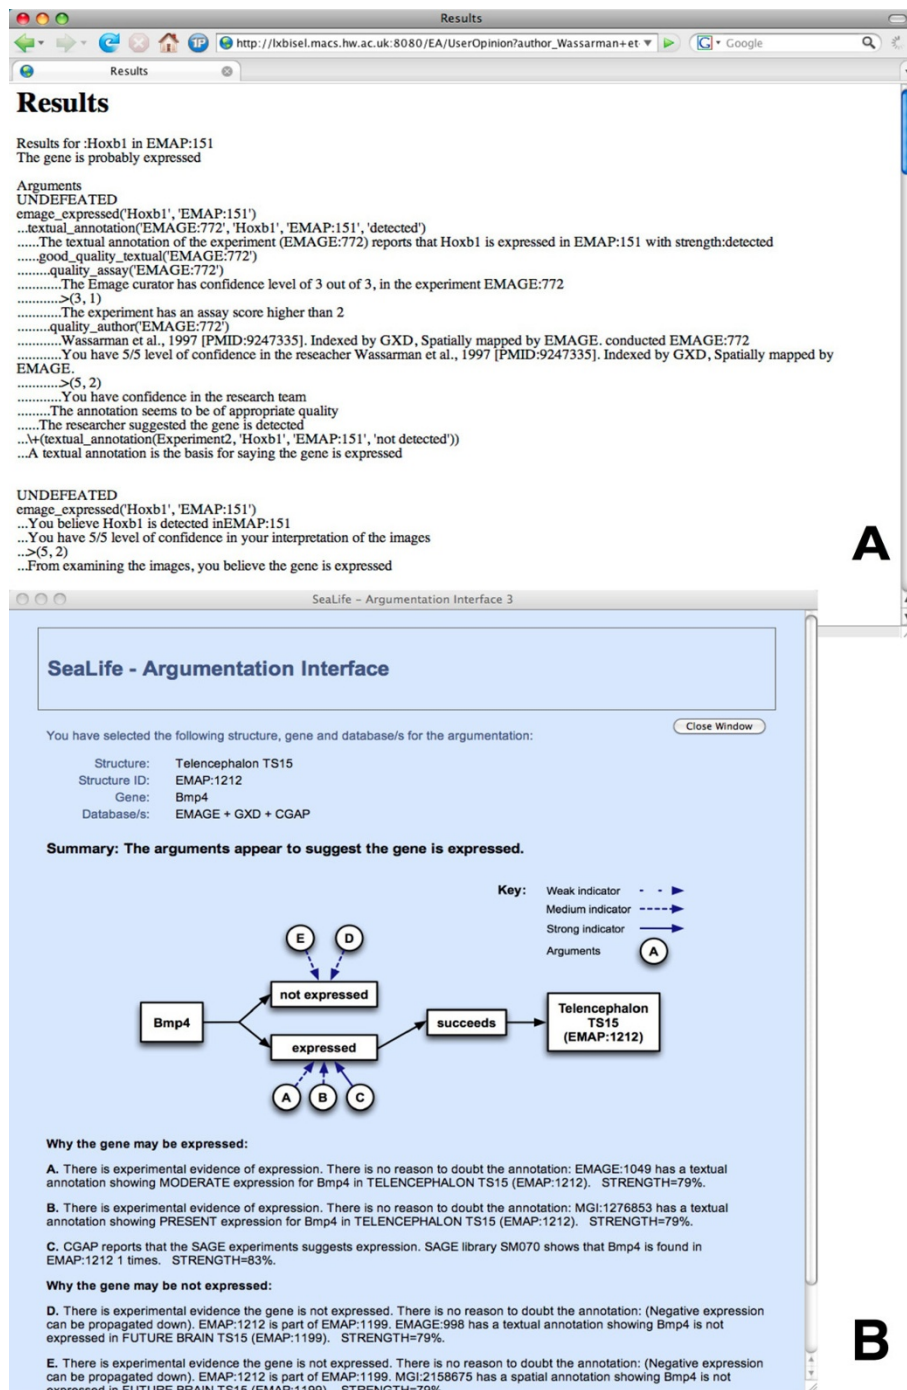 Results
http://lxbisel.macs.hw.ac.uk:8080/EA/UserOpinion?author_Wassarman+et
Google
Results
Results
Results for :Hoxb1 in EMAP:151
The gene is probably expressed
Arguments
UNDEFEATED
emage_expressed('Hoxb1', 'EMAP:151')
...textual_annotation('EMAGE:772', 'Hoxb1', 'EMAP:151', 'detected')
......The textual annotation of the experiment (EMAGE:772) reports that Hoxb1 is expressed in EMAP:151 with strength:detected
......good_quality_textual('EMAGE:772')
.........quality_assay('EMAGE:772')
............The Emage curator has confidence level of 3 out of 3, in the experiment EMAGE:772
............>(3, 1)
............The experiment has an assay score higher than 2
.........quality_author('EMAGE:772')
............Wassarman et al., 1997 [PMID:9247335]. Indexed by GXD, Spatially mapped by EMAGE. conducted EMAGE:772
............You have 5/5 level of confidence in the reseacher Wassarman et al., 1997 [PMID:9247335]. Indexed by GXD, Spatially mapped by
EMAGE.
............>(5, 2)
............You have confidence in the research team
.........The annotation seems to be of appropriate quality
......The researcher suggested the gene is detected
...\+(textual_annotation(Experiment2, 'Hoxb1', 'EMAP:151', 'not detected'))
...A textual annotation is the basis for saying the gene is expressed
UNDEFEATED
emage_expressed('Hoxb1', 'EMAP:151')
...You believe Hoxb1 is detected inEMAP:151
...You have 5/5 level of confidence in your interpretation of the images
...>(5, 2)
...From examining the images, you believe the gene is expressed
A
SeaLife - Argumentation Interface 3
SeaLife - Argumentation Interface
Close Window
You have selected the following structure, gene and database/s for the argumentation:
Structure: Telencephalon TS15
Structure ID: EMAP:1212
Gene: Bmp4
Database/s: EMAGE + GXD + CGAP
Summary: The arguments appear to suggest the gene is expressed.
Key: Weak indicator
Medium indicator
Strong indicator
Arguments A
E D
not expressed
Bmp4
expressed
succeeds
Telencephalon
TS15
(EMAP:1212)
A B C
Why the gene may be expressed:
A. There is experimental evidence of expression. There is no reason to doubt the annotation: EMAGE:1049 has a textual
annotation showing MODERATE expression for Bmp4 in TELENCEPHALON TS15 (EMAP:1212). STRENGTH=79%.
B. There is experimental evidence of expression. There is no reason to doubt the annotation: MGI:1276853 has a textual
annotation showing PRESENT expression for Bmp4 in TELENCEPHALON TS15 (EMAP:1212). STRENGTH=79%.
C. CGAP reports that the SAGE experiments suggests expression. SAGE library SM070 shows that Bmp4 is found in
EMAP:1212 1 times. STRENGTH=83%.
Why the gene may be not expressed:
D. There is experimental evidence the gene is not expressed. There is no reason to doubt the annotation: (Negative expression
can be propagated down). EMAP:1212 is part of EMAP:1199. EMAGE:998 has a textual annotation showing Bmp4 is not
expressed in FUTURE BRAIN TS15 (EMAP:1199). STRENGTH=79%.
E. There is experimental evidence the gene is not expressed. There is no reason to doubt the annotation: (Negative expression
can be propagated down). EMAP:1212 is part of EMAP:1199. MGI:2158675 has a spatial annotation showing Bmp4 is not
expressed in FUTURE BRAIN TS15 (EMAP:1199). STRENGTH=79%.
B